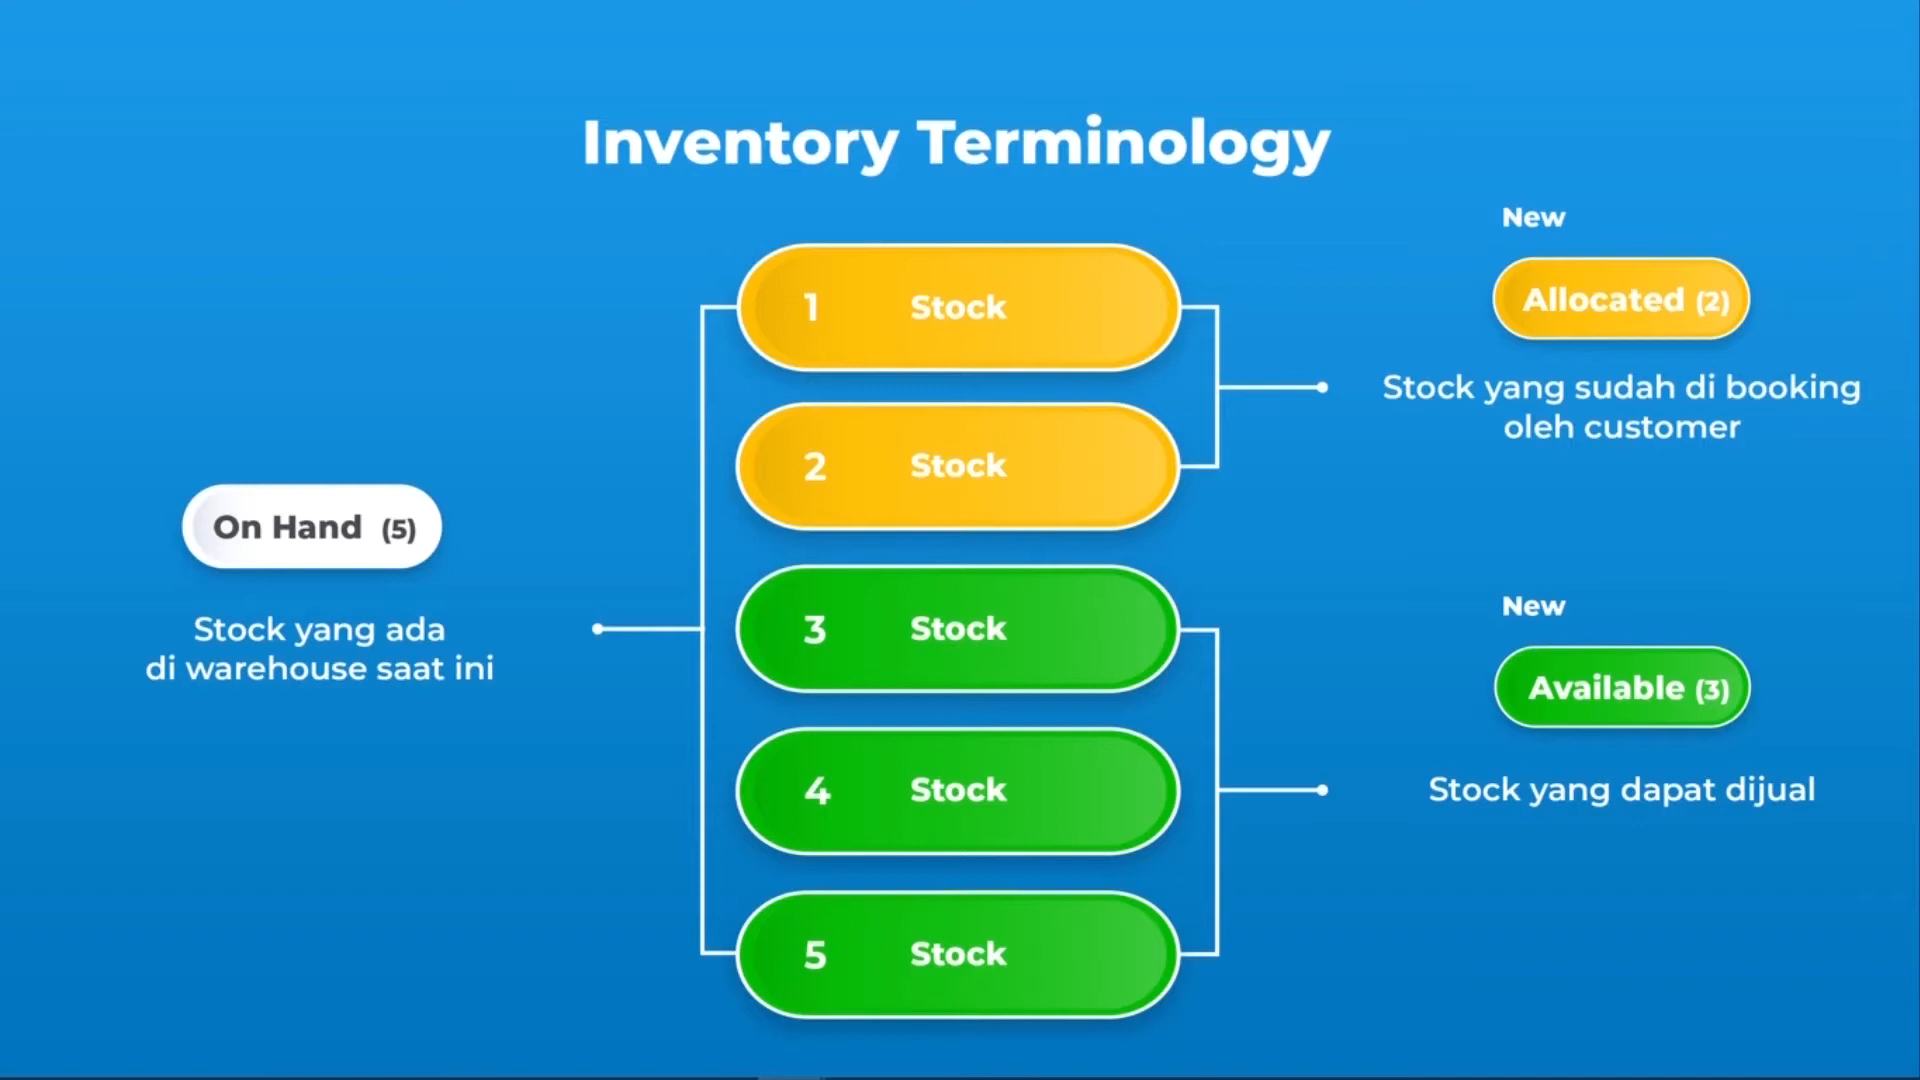 Inventory Terminology
On Hand (5)
Stock yang ada
di warehouse saat ini
1 Stock
2 Stock
3 Stock
4 Stock
5 Stock
New
Allocated (2)
Stock yang sudah di booking
oleh customer
New
Available (3)
Stock yang dapat dijual